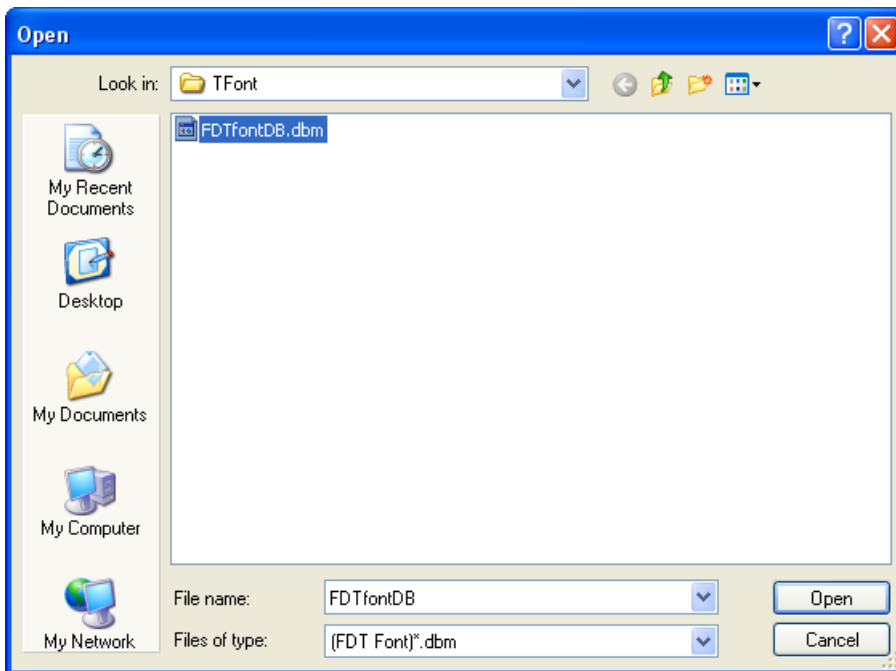 Open
Look in:
TFont
FDTfontDB.dbm
My Recent
Documents
Desktop
My Documents
My Computer
My Network
File name:
FDTfontDB
Open
Files of type:
(FDT Font)*.dbm
Cancel